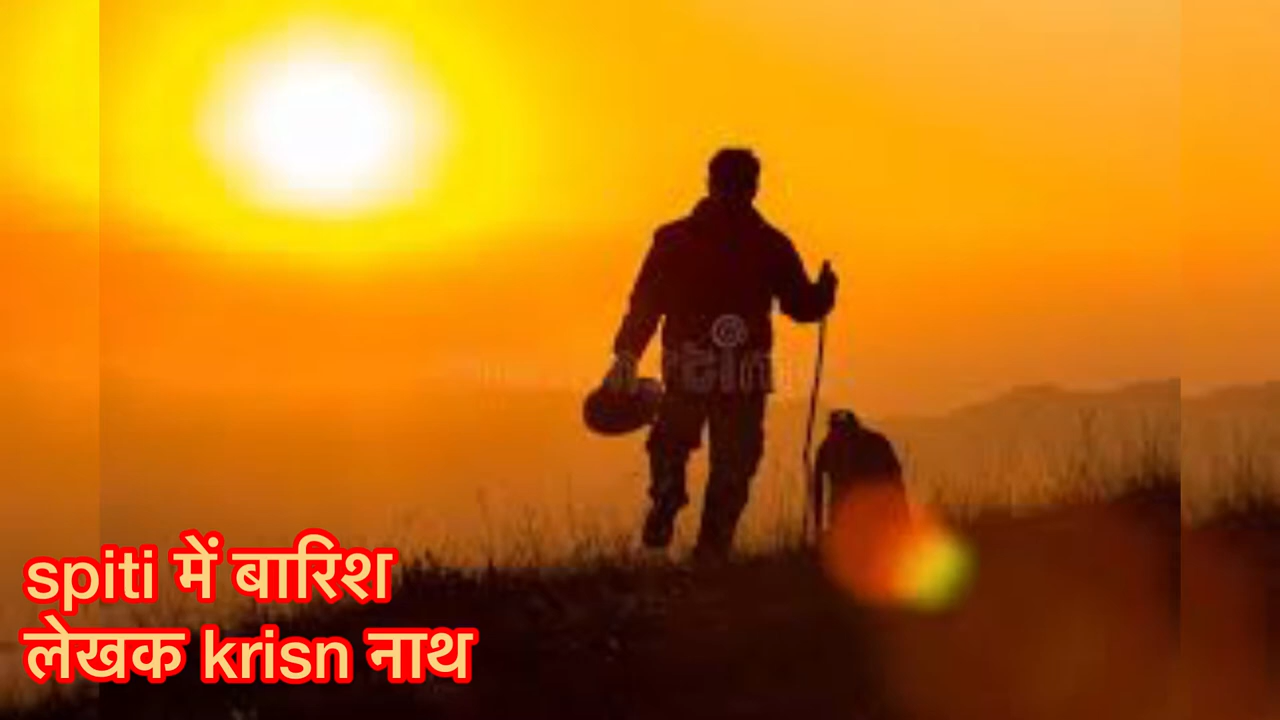 spiti में बारिश
लेखक krisn नाथ